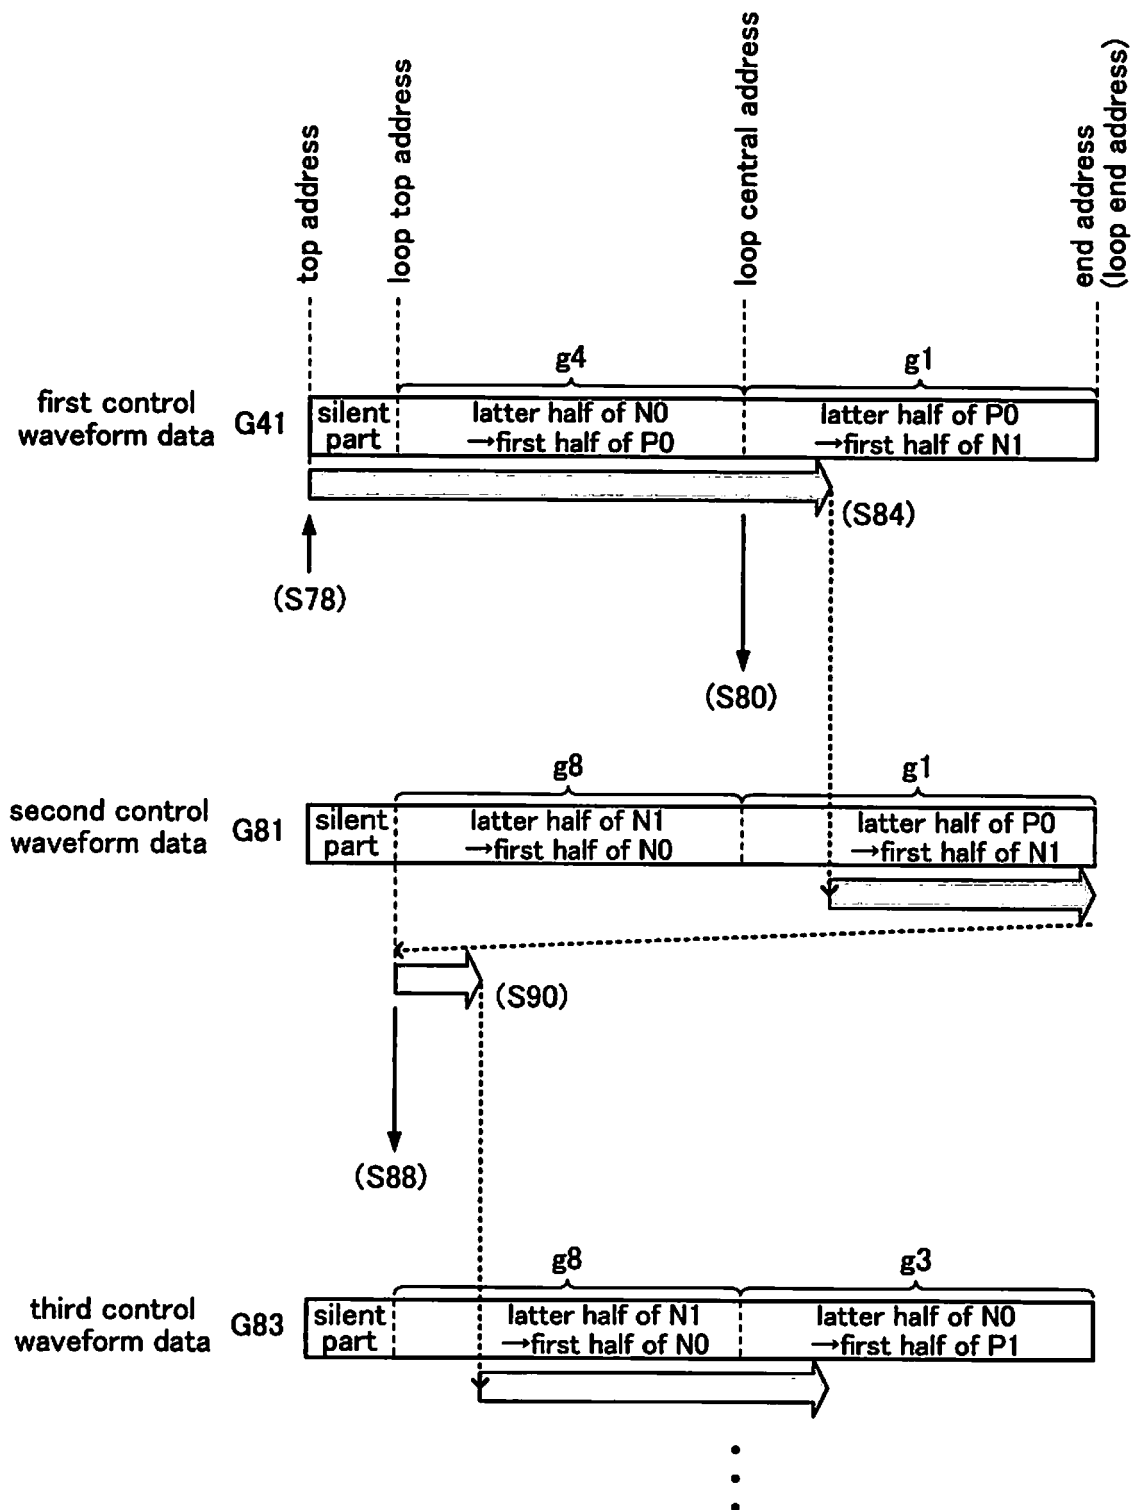 top address
loop top address
loop central address
end address
(loop end address)
g4
g1
first control
waveform data
G41
silent
part
latter half of N0
→first half of P0
latter half of P0
→first half of N1
(S84)
(S78)
(S80)
g8
g1
second control
waveform data
G81
silent
part
latter half of N1
→first half of N0
latter half of P0
→first half of N1
(S90)
(S88)
g8
g3
third control
waveform data
G83
silent
part
latter half of N1
→first half of N0
latter half of N0
→first half of P1